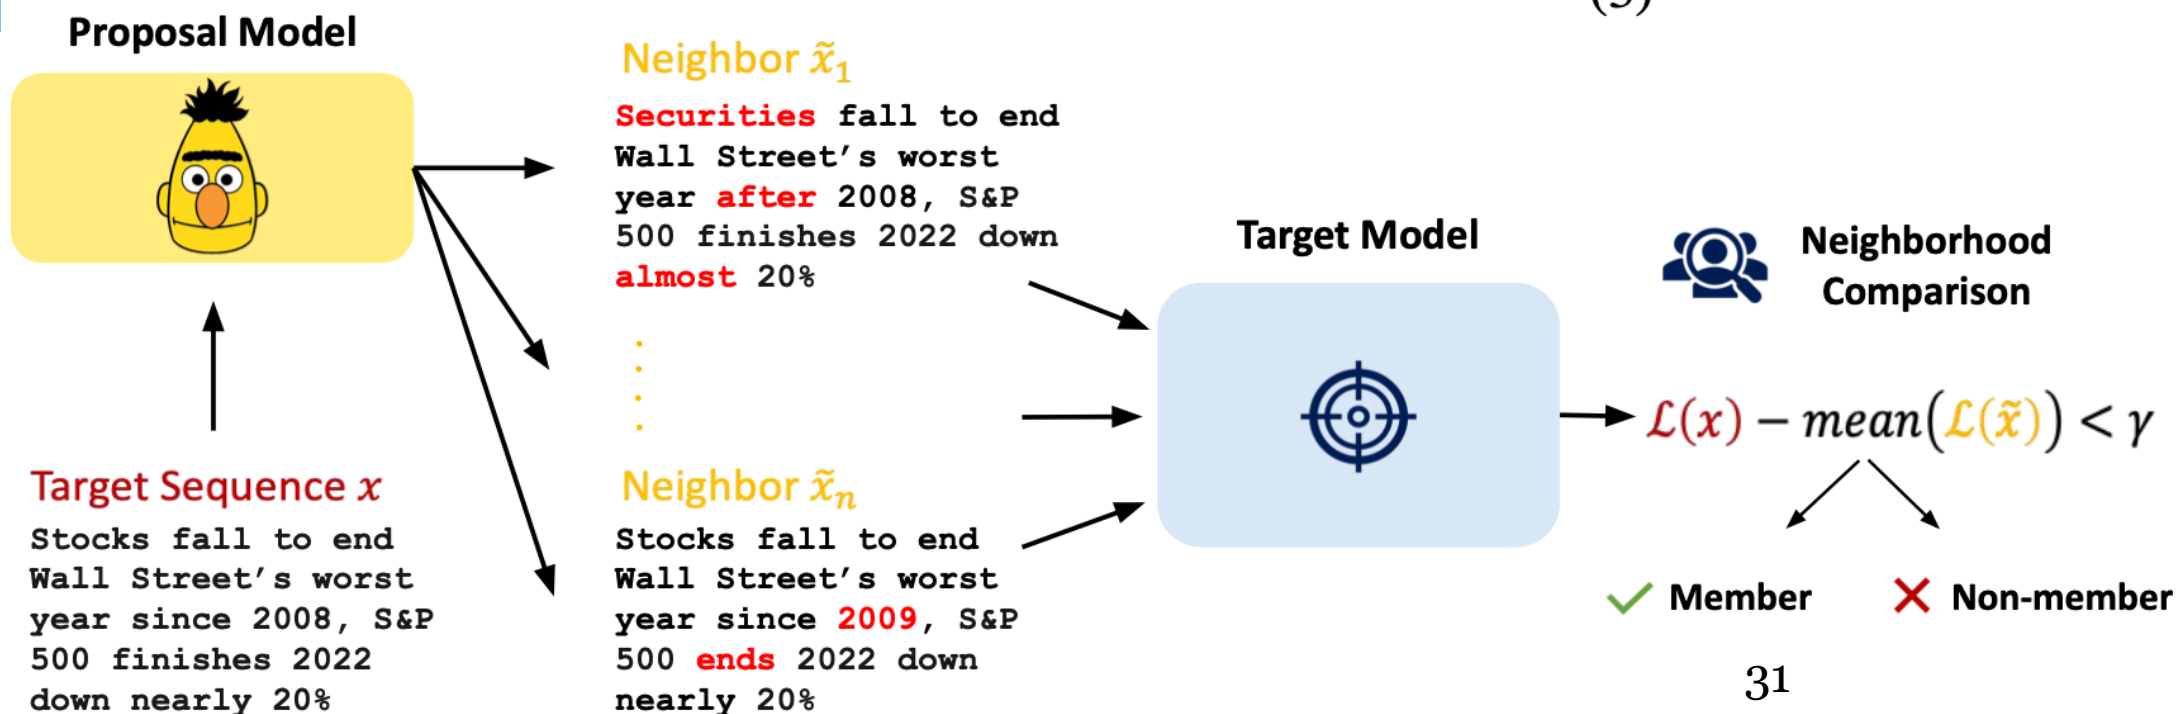 (3)
Proposal Model
Neighbor x̃₁
Securities fall to end
Wall Street’s worst
year after 2008, S&P
500 finishes 2022 down
almost 20%
Target Sequence x
Stocks fall to end
Wall Street’s worst
year since 2008, S&P
500 finishes 2022
down nearly 20%
Neighbor x̃ₙ
Stocks fall to end
Wall Street’s worst
year since 2009, S&P
500 ends 2022 down
nearly 20%
Target Model
Neighborhood
Comparison
ℒ(x) − mean(ℒ(x̃)) < γ
Member
Non-member
31